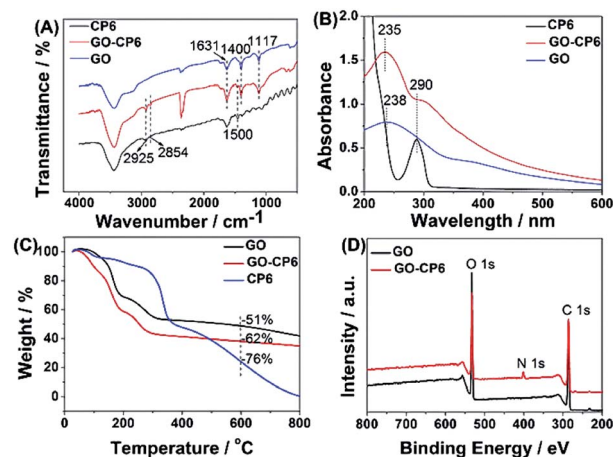 (A)
CP6
GO-CP6
GO
1631
1400
1117
1500
2925
2854
Transmittance / %
4000 3000 2000 1000
Wavenumber / cm-1
(B)
CP6
GO-CP6
GO
235
290
238
Absorbance
2.0
1.5
1.0
0.5
0.0
200 300 400 500 600
Wavelength / nm
(C)
GO
GO-CP6
CP6
-51%
-62%
-76%
Weight / %
100
80
60
40
20
0
0 200 400 600 800
Temperature / °C
(D)
GO
GO-CP6
O 1s
N 1s
C 1s
Intensity / a.u.
800 700 600 500 400 300 200
Binding Energy / eV